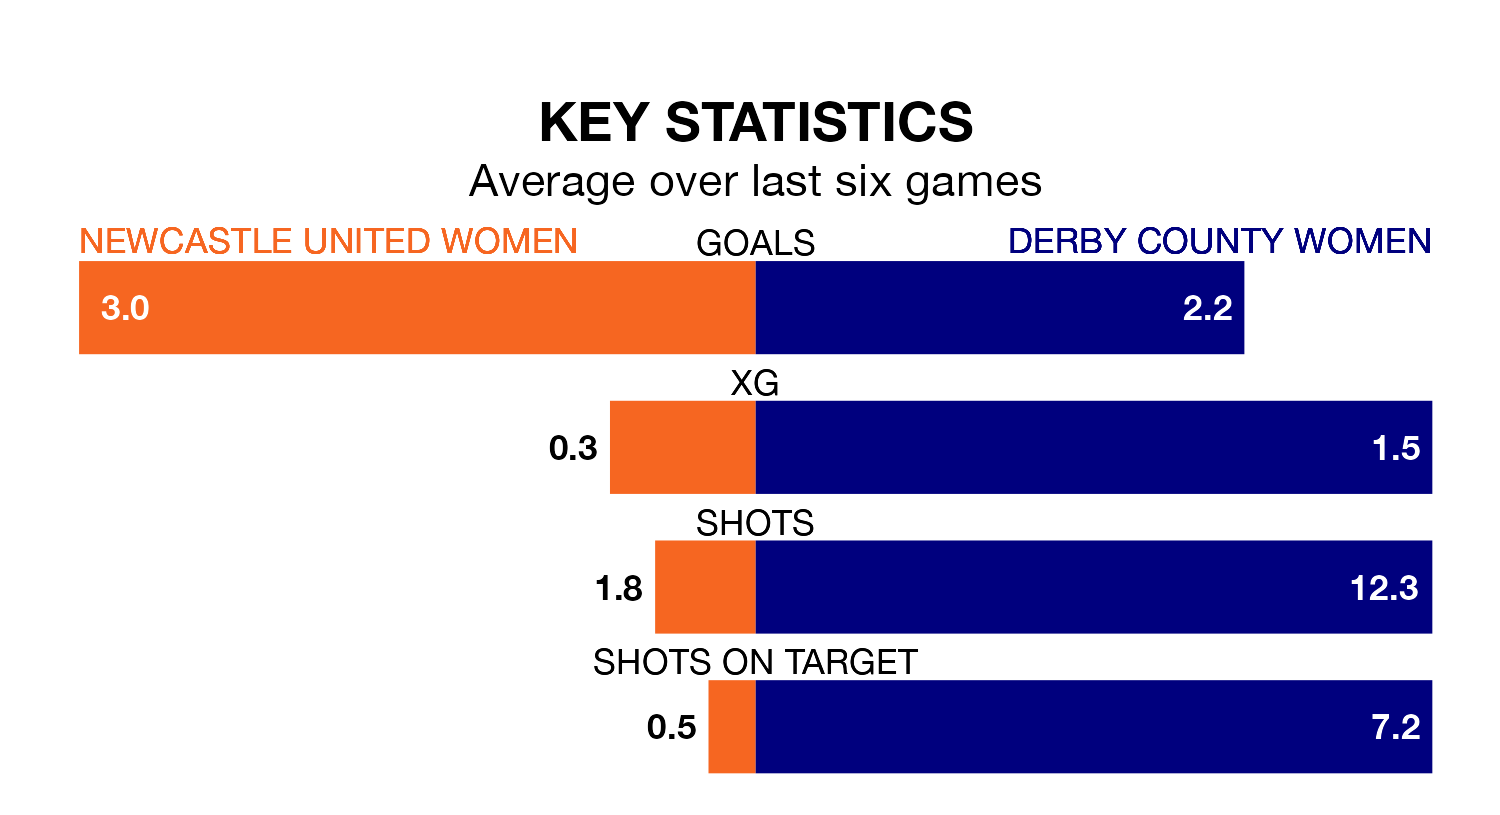 KEY STATISTICS
Average over last six games
NEWCASTLE UNITED WOMEN GOALS DERBY COUNTY WOMEN
3.0 2.2
XG
0.3 1.5
SHOTS
1.8 12.3
SHOTS ON TARGET
0.5 7.2